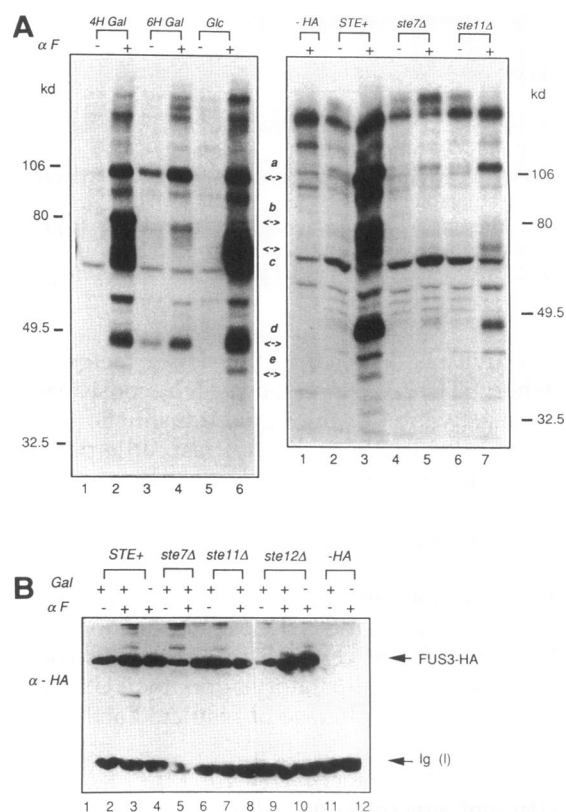 A
4H Gal 6H Gal Glc
α F - + - + - +
kd
106
80
49.5
32.5
1 2 3 4 5 6
a
<->
b
<->
<->
c
d
<->
e
<->
- HA STE+ ste7Δ ste11Δ
+ - + - + - +
kd
106
80
49.5
32.5
1 2 3 4 5 6 7
B
STE+ ste7Δ ste11Δ ste12Δ -HA
Gal + + - + + + + + + - + +
α F - + + - + - + - + + - +
α - HA
FUS3-HA
Ig (l)
1 2 3 4 5 6 7 8 9 10 11 12